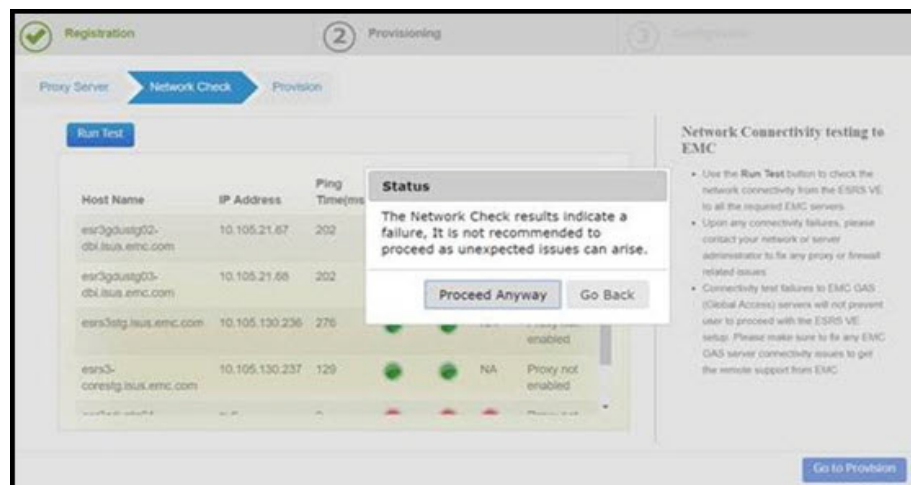 Registration
2
Provisioning
3
Proxy Server
Network Check
Provision
Run Test
Host Name
IP Address
Ping
Time(ms
esr3gdustg02-
dbi.isus.emc.com
10.105.21.67
202
esr3gdustg03-
dbi.isus.emc.com
10.105.21.68
202
esrs3stg.isus.emc.com
10.105.130.236
276
enabled
esrs3-
corestg.isus.emc.com
10.105.130.237
129
NA
Proxy not
enabled
Status
The Network Check results indicate a
failure, It is not recommended to
proceed as unexpected issues can arise.
Proceed Anyway
Go Back
Network Connectivity testing to
EMC
• Use the Run Test button to check the
network connectivity from the ESRS VE
to all the required EMC servers.
• Upon any connectivity failures, please
contact your network or server
administrator to fix any proxy or firewall
related issues
• Connectivity test failures to EMC GAS
(Global Access) servers will not prevent
user to proceed with the ESRS VE
setup. Please make sure to fix any EMC
GAS server connectivity issues to get
the remote support from EMC.
Go to Provision